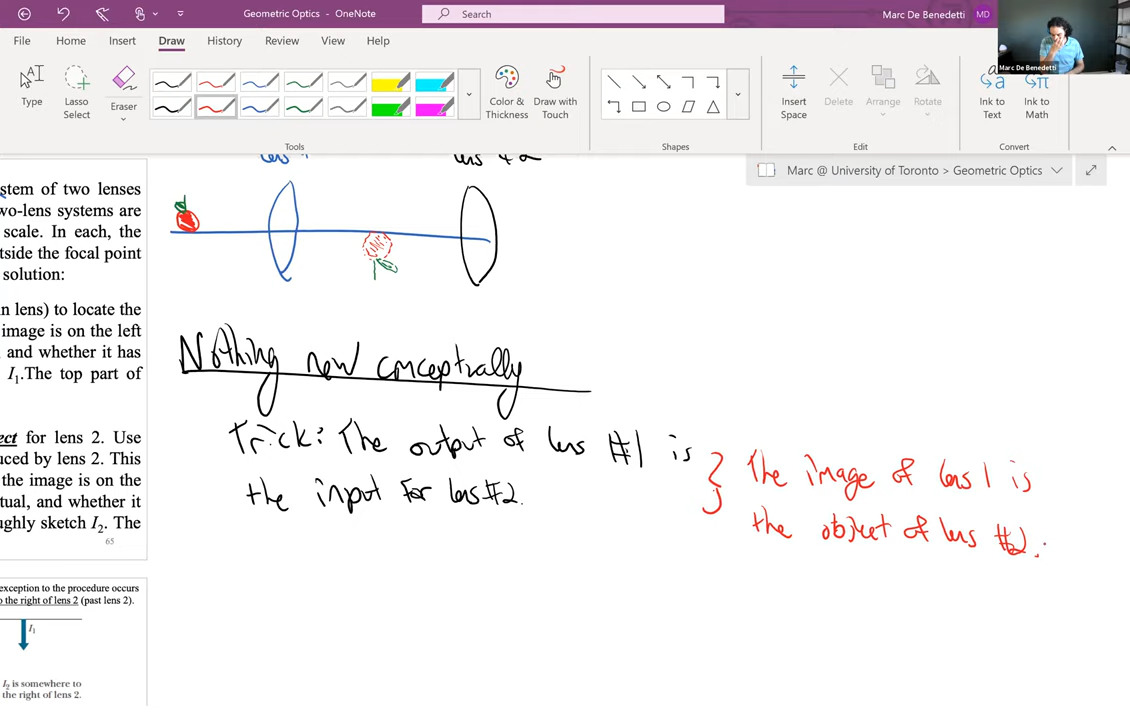 Geometric Optics - OneNote
Search
Marc De Benedetti
MD
Marc De Benedetti
File
Home
Insert
Draw
History
Review
View
Help
Type
Lasso
Select
Eraser
Color &
Thickness
Draw with
Touch
Insert
Space
Delete
Arrange
Rotate
Ink to
Text
Ink to
Math
Tools
Shapes
Edit
Convert
Marc @ University of Toronto > Geometric Optics
lens #2
stem of two lenses
wo-lens systems are
scale. In each, the
tside the focal point
solution:
in lens) to locate the
image is on the left
, and whether it has
I₁.The top part of
ect for lens 2. Use
uced by lens 2. This
the image is on the
tual, and whether it
ughly sketch I₂. The
65
exception to the procedure occurs
o the right of lens 2 (past lens 2).
I₁
I₂ is somewhere to
the right of lens 2.
Nothing new conceptually
Trick: The output of lens #1 is
the input for lens #2.
} The image of lens 1 is
the object of lens #2.